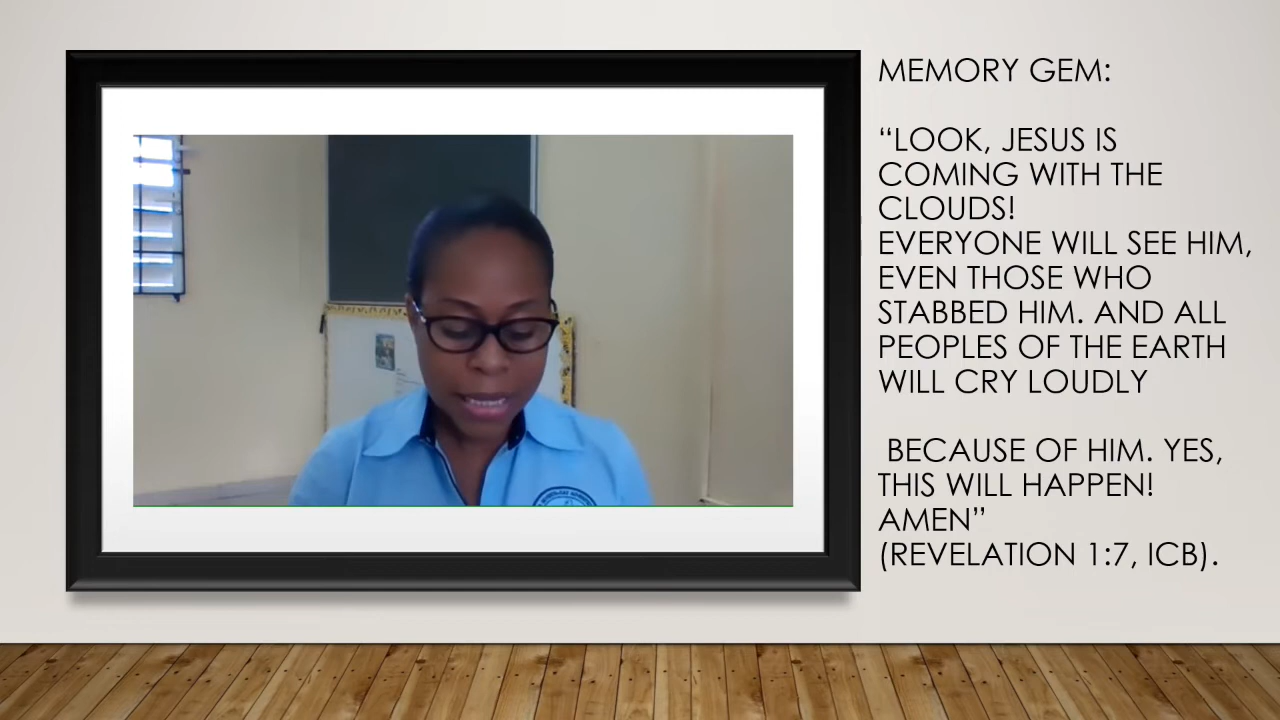 MEMORY GEM:
“LOOK, JESUS IS
COMING WITH THE
CLOUDS!
EVERYONE WILL SEE HIM,
EVEN THOSE WHO
STABBED HIM. AND ALL
PEOPLES OF THE EARTH
WILL CRY LOUDLY
BECAUSE OF HIM. YES,
THIS WILL HAPPEN!
AMEN”
(REVELATION 1:7, ICB).